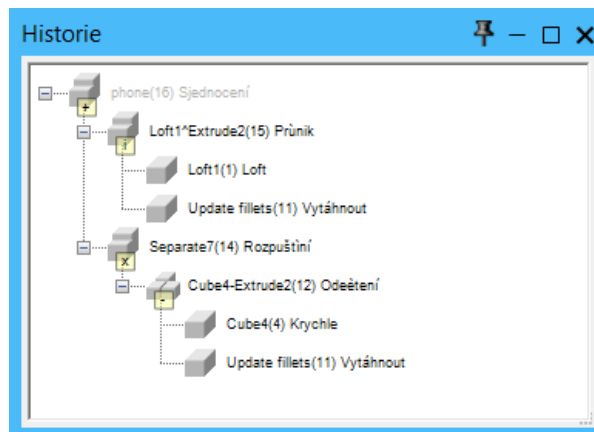 Historie
phone(16) Sjednocení
Loft1^Extrude2(15) Prùnik
Loft1(1) Loft
Update fillets(11) Vytáhnout
Separate7(14) Rozpuštìní
Cube4-Extrude2(12) Odeètení
Cube4(4) Krychle
Update fillets(11) Vytáhnout